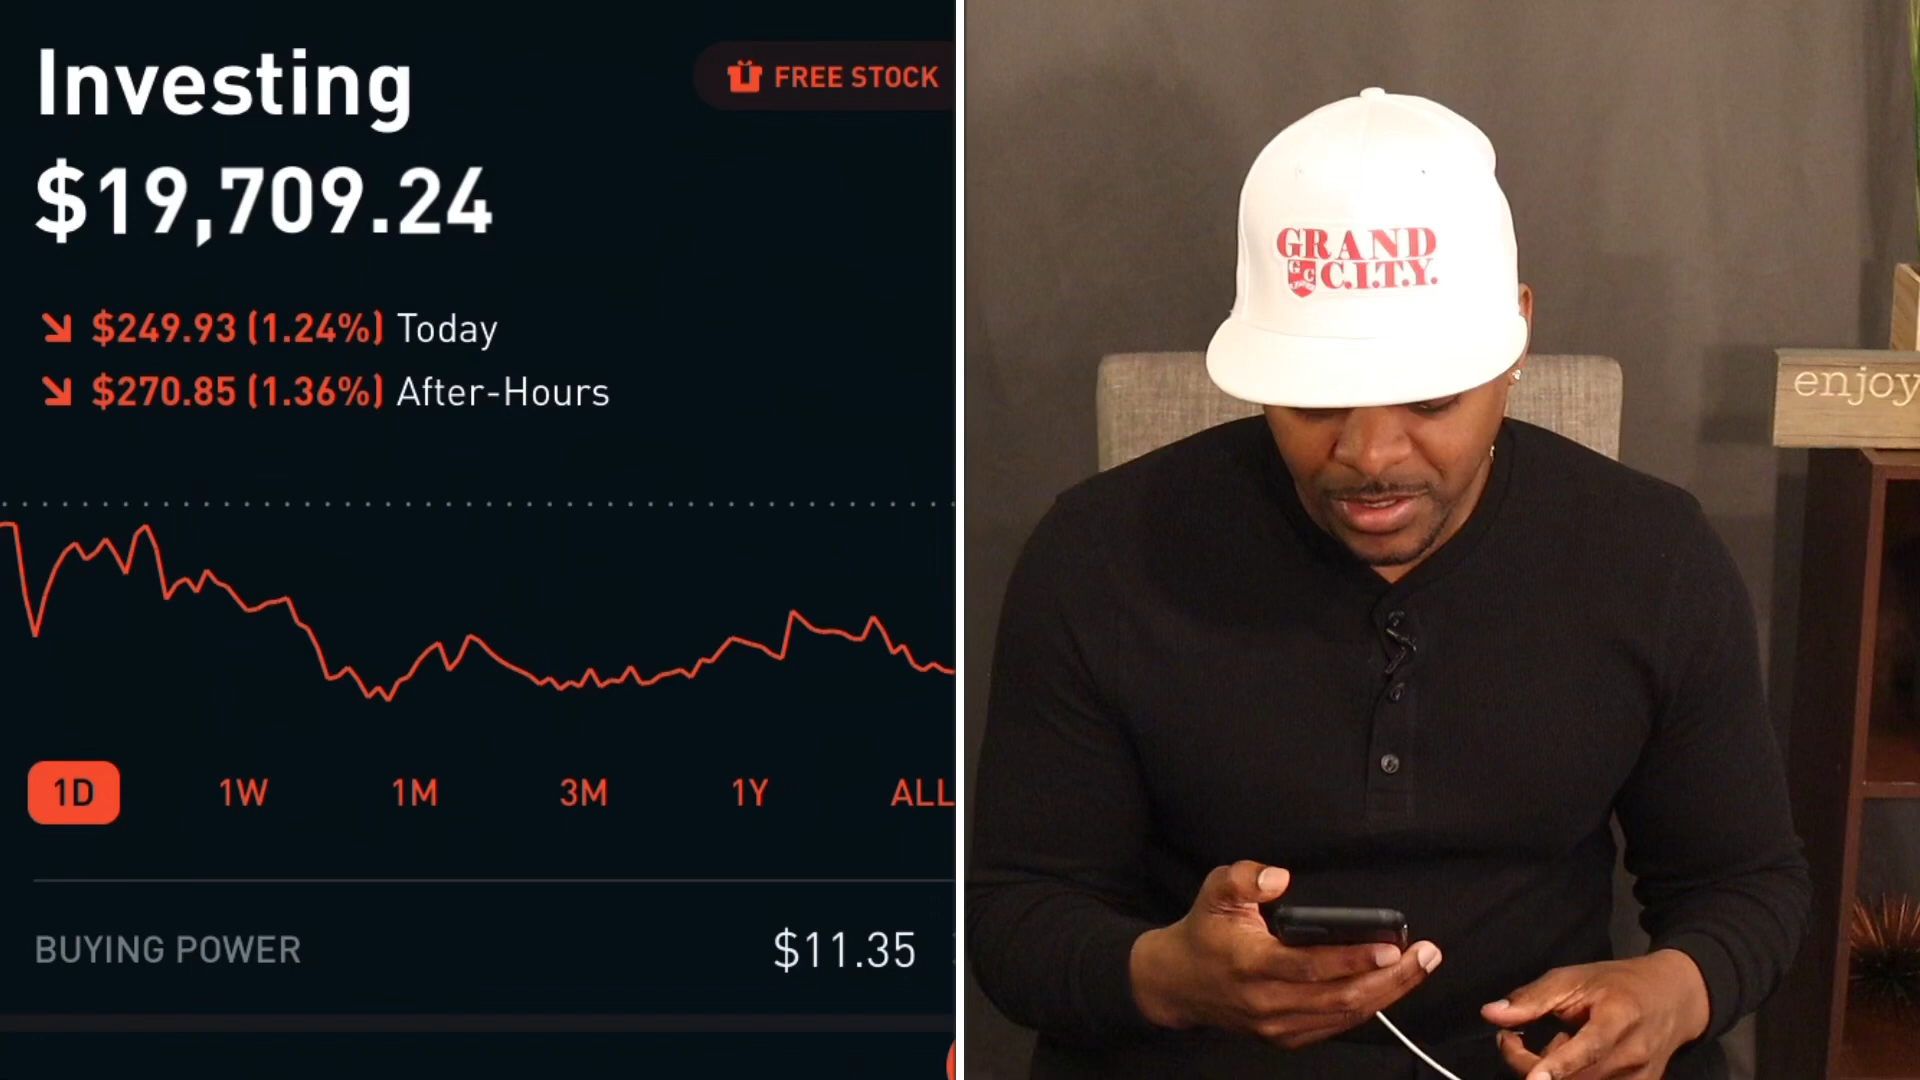 Investing
FREE STOCK
$19,709.24
$249.93 (1.24%) Today
$270.85 (1.36%) After-Hours
1D 1W 1M 3M 1Y ALL
BUYING POWER $11.35
GRAND
GC C.I.T.Y.
enjoy